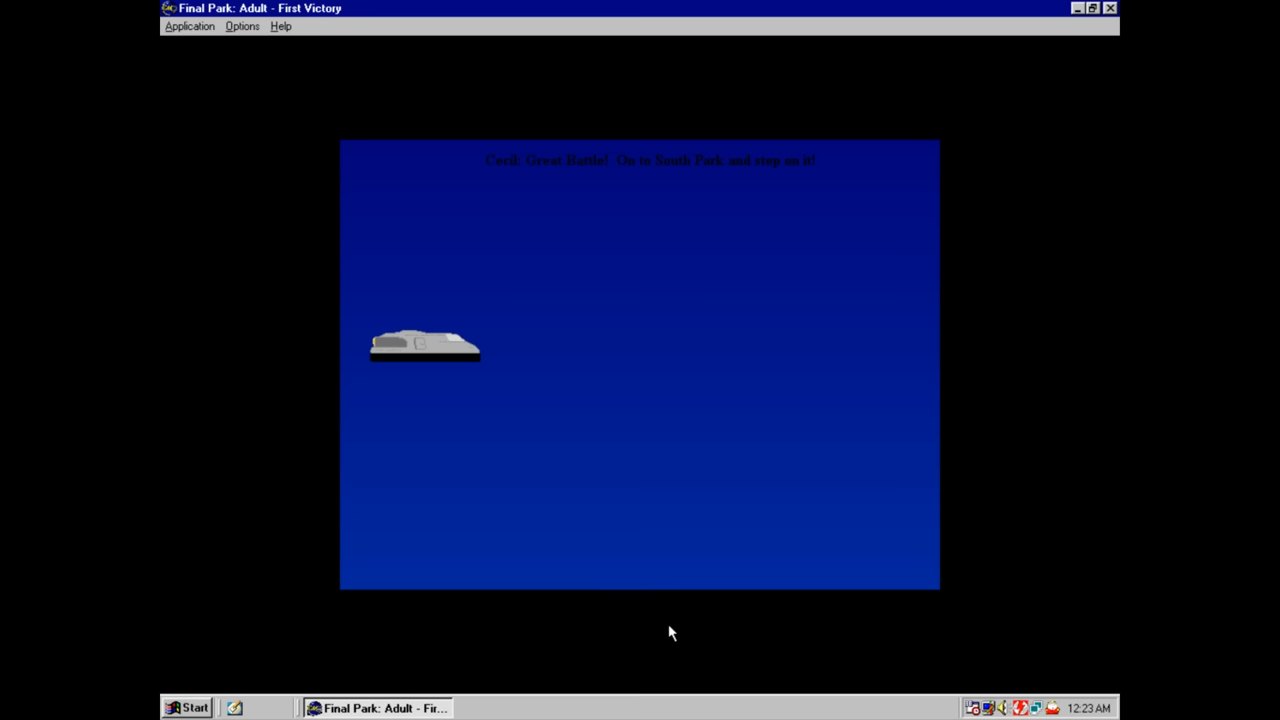 Final Park: Adult - First Victory
Application Options Help
Cecil: Great Battle! On to South Park and step on it!
Start
Final Park: Adult - Fir...
12:23 AM